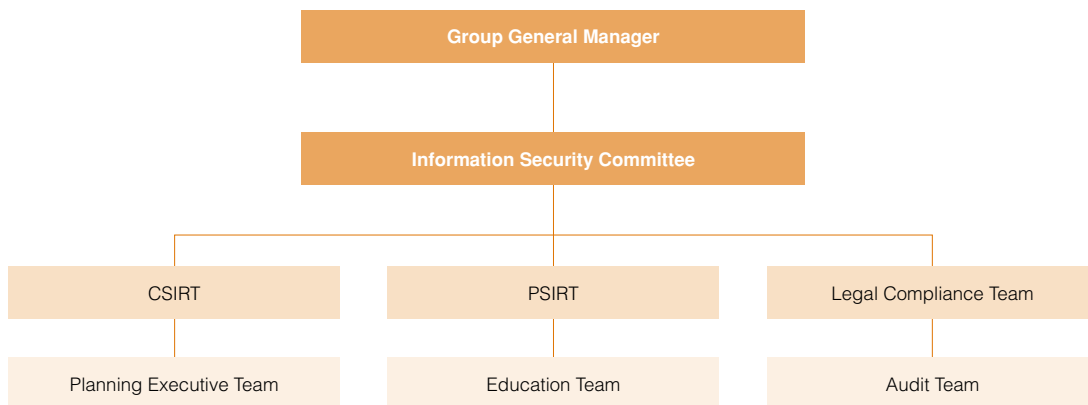 Group General Manager
Information Security Committee
CSIRT
PSIRT
Legal Compliance Team
Planning Executive Team
Education Team
Audit Team